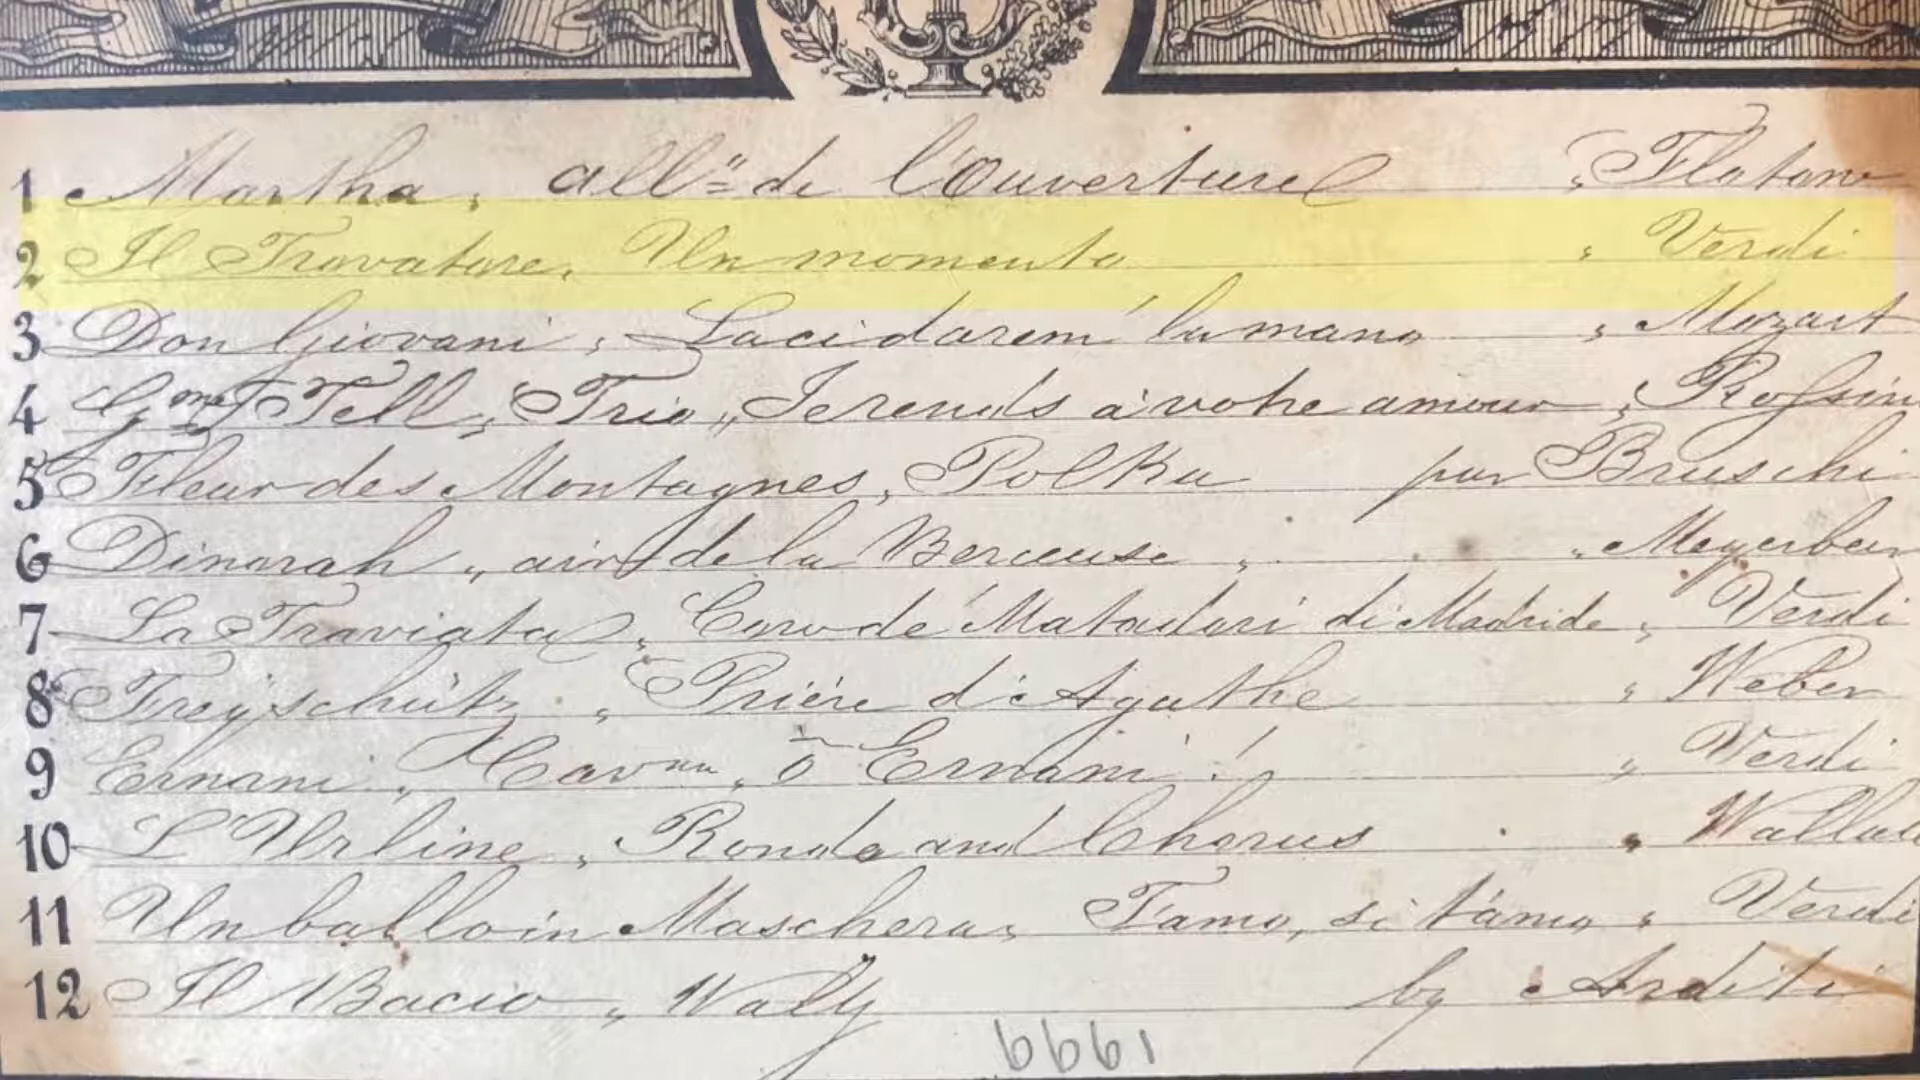 1 Martha, all° de l'Ouverture „ Flotow
2 Il Trovatore, Un momento „ Verdi
3 Don Giovani, Laci darem la mano „ Mozart
4 Gme Tell, Trio „ Je rends à votre amour „ Rossini
5 Fleur des Montagnes, Polka par Bruschi
6 Dinorah „ air de la Berceuse „ Meyerbeer
7 La Traviata, Coro de Matadori di Madride „ Verdi
8 Freyschütz „ Prière d'Agathe „ Weber
9 Ernani, Cavna „ ô Ernani! „ Verdi
10 L'Urline, Rondo and Chorus „ Wallace
11 Un ballo in Maschera, T'amo, si t'amo „ Verdi
12 Il Bacio „ by Arditi
1999